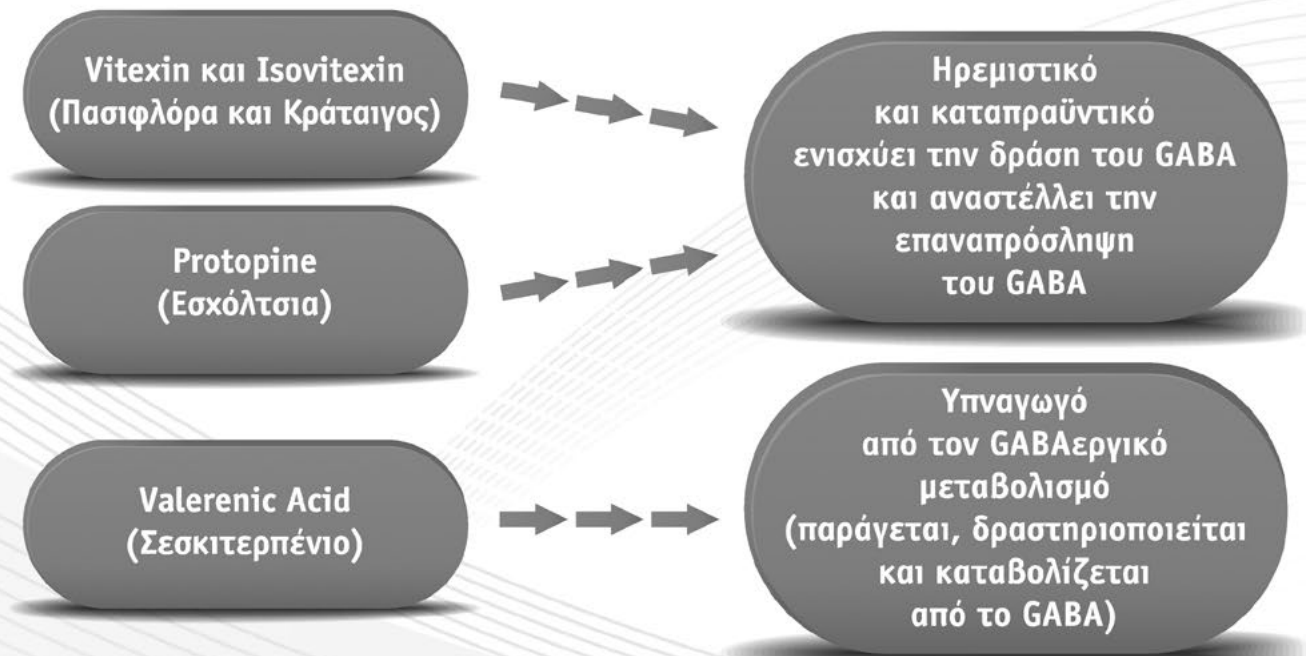 Vitexin και Isovitexin
(Πασιφλόρα και Κράταιγος)
Protopine
(Εσχόλτσια)
Valerenic Acid
(Σεσκιτερπένιο)
Ηρεμιστικό
και καταπραϋντικό
ενισχύει την δράση του GABA
και αναστέλλει την
επαναπρόσληψη
του GABA
Υπναγωγό
από τον GABAεργικό
μεταβολισμό
(παράγεται, δραστηριοποιείται
και καταβολίζεται
από το GABA)